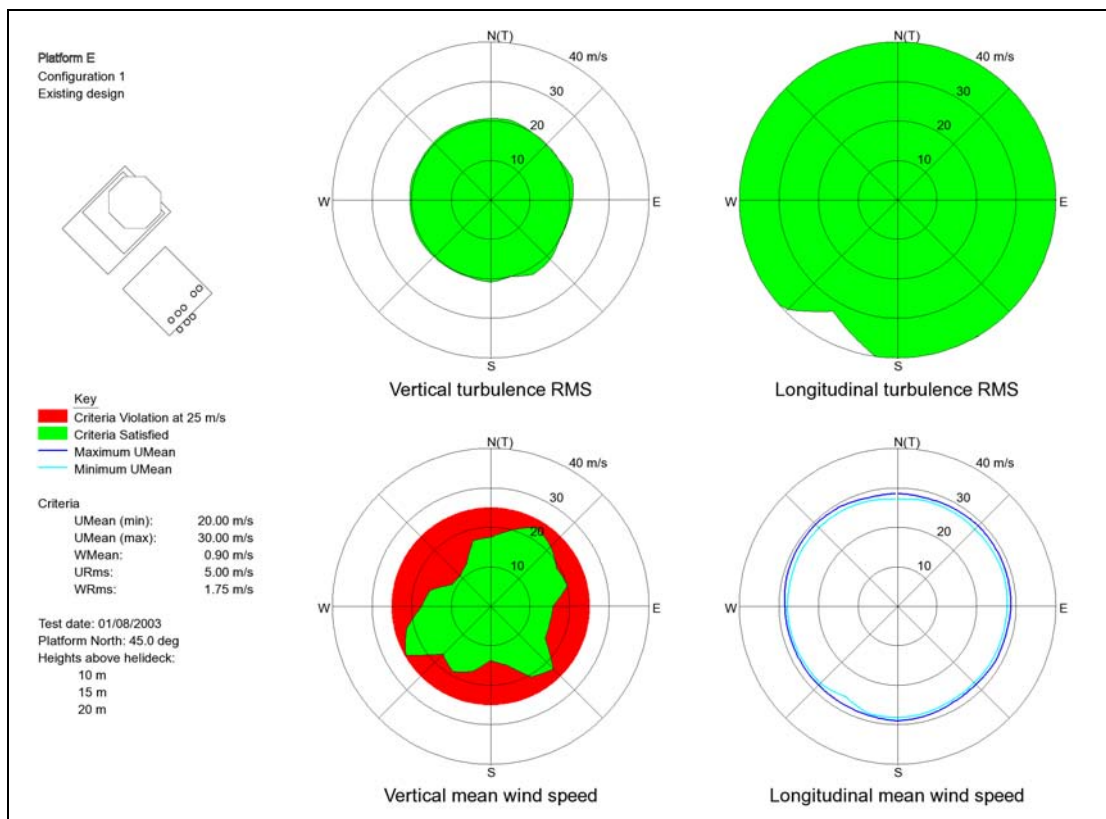 Platform E
Configuration 1
Existing design
N(T)
40 m/s
30
20
10
W
E
S
Vertical turbulence RMS
N(T)
40 m/s
30
20
10
W
E
S
Longitudinal turbulence RMS
Key
Criteria Violation at 25 m/s
Criteria Satisfied
Maximum UMean
Minimum UMean
Criteria
UMean (min): 20.00 m/s
UMean (max): 30.00 m/s
WMean: 0.90 m/s
URms: 5.00 m/s
WRms: 1.75 m/s
Test date: 01/08/2003
Platform North: 45.0 deg
Heights above helideck:
10 m
15 m
20 m
N(T)
40 m/s
30
20
10
W
E
S
Vertical mean wind speed
N(T)
40 m/s
30
20
10
W
E
S
Longitudinal mean wind speed